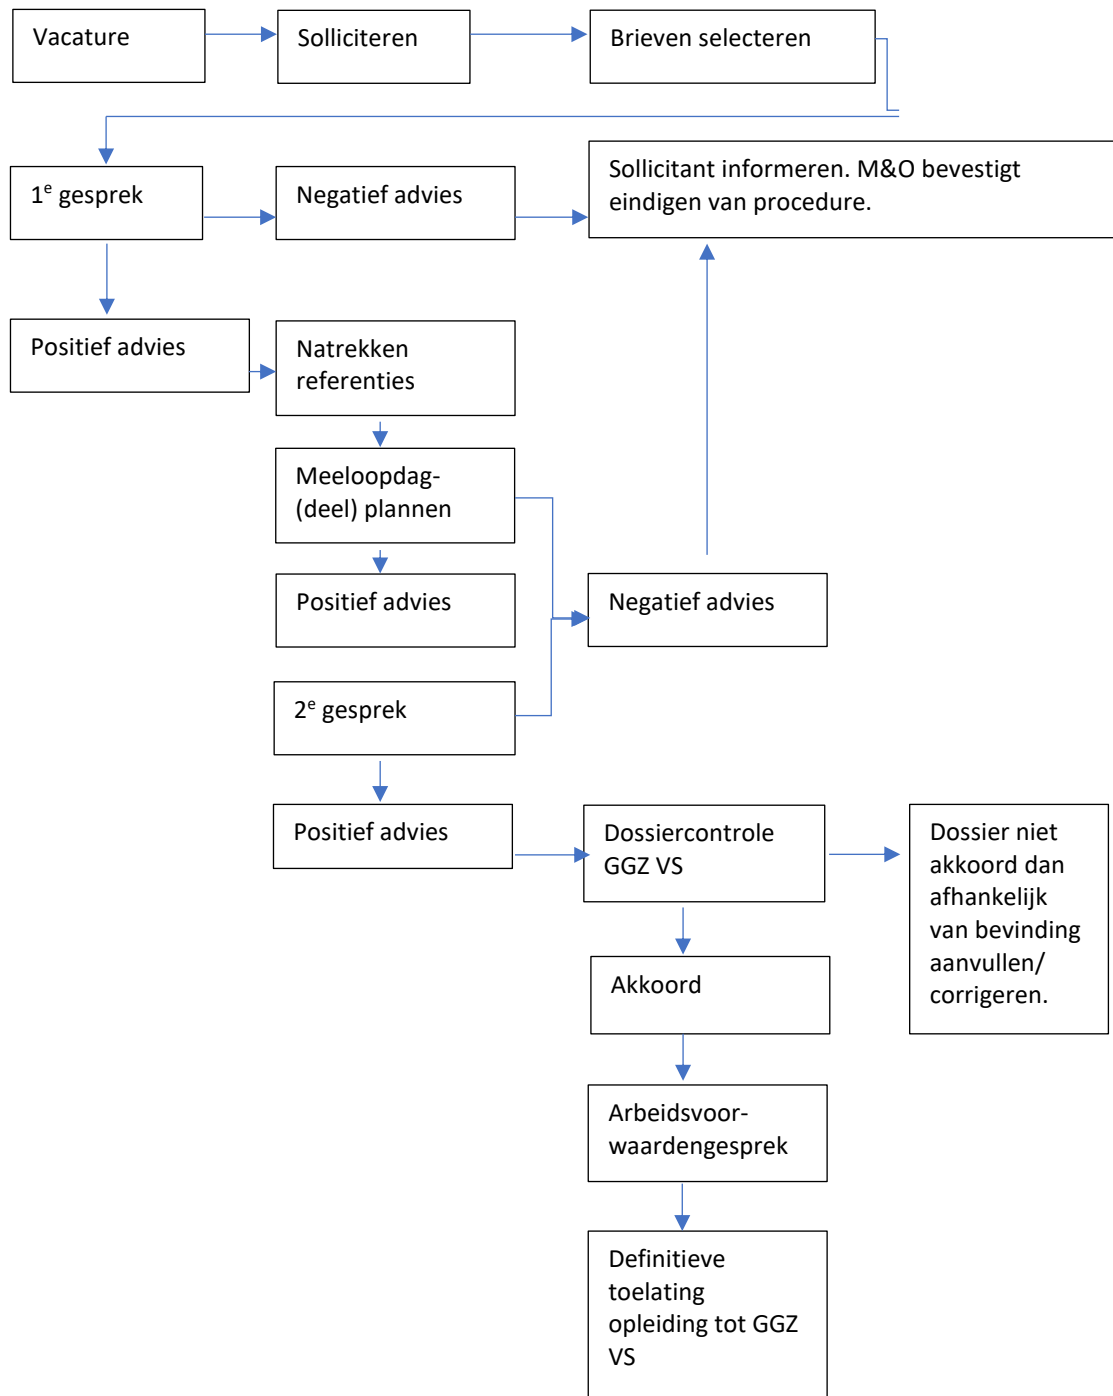 Vacature
Solliciteren
Brieven selecteren
1e gesprek
Negatief advies
Sollicitant informeren. M&O bevestigt
eindigen van procedure.
Positief advies
Natrekken
referenties
Meeloopdag-
(deel) plannen
Positief advies
Negatief advies
2e gesprek
Positief advies
Dossiercontrole
GGZ VS
Dossier niet
akkoord dan
afhankelijk
van bevinding
aanvullen/
corrigeren.
Akkoord
Arbeidsvoor-
waardengesprek
Definitieve
toelating
opleiding tot GGZ
VS